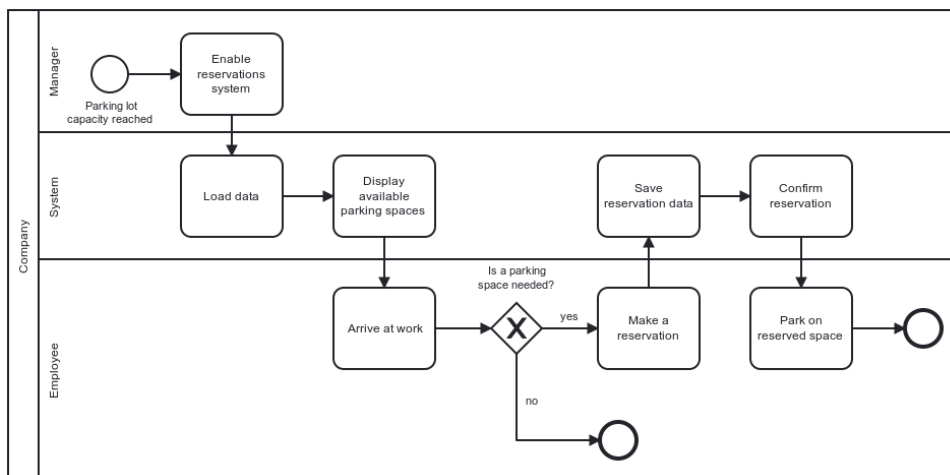 Company
Manager
Parking lot
capacity reached
Enable
reservations
system
System
Load data
Display
available
parking spaces
Save
reservation data
Confirm
reservation
Employee
Arrive at work
Is a parking
space needed?
yes
no
Make a
reservation
Park on
reserved space